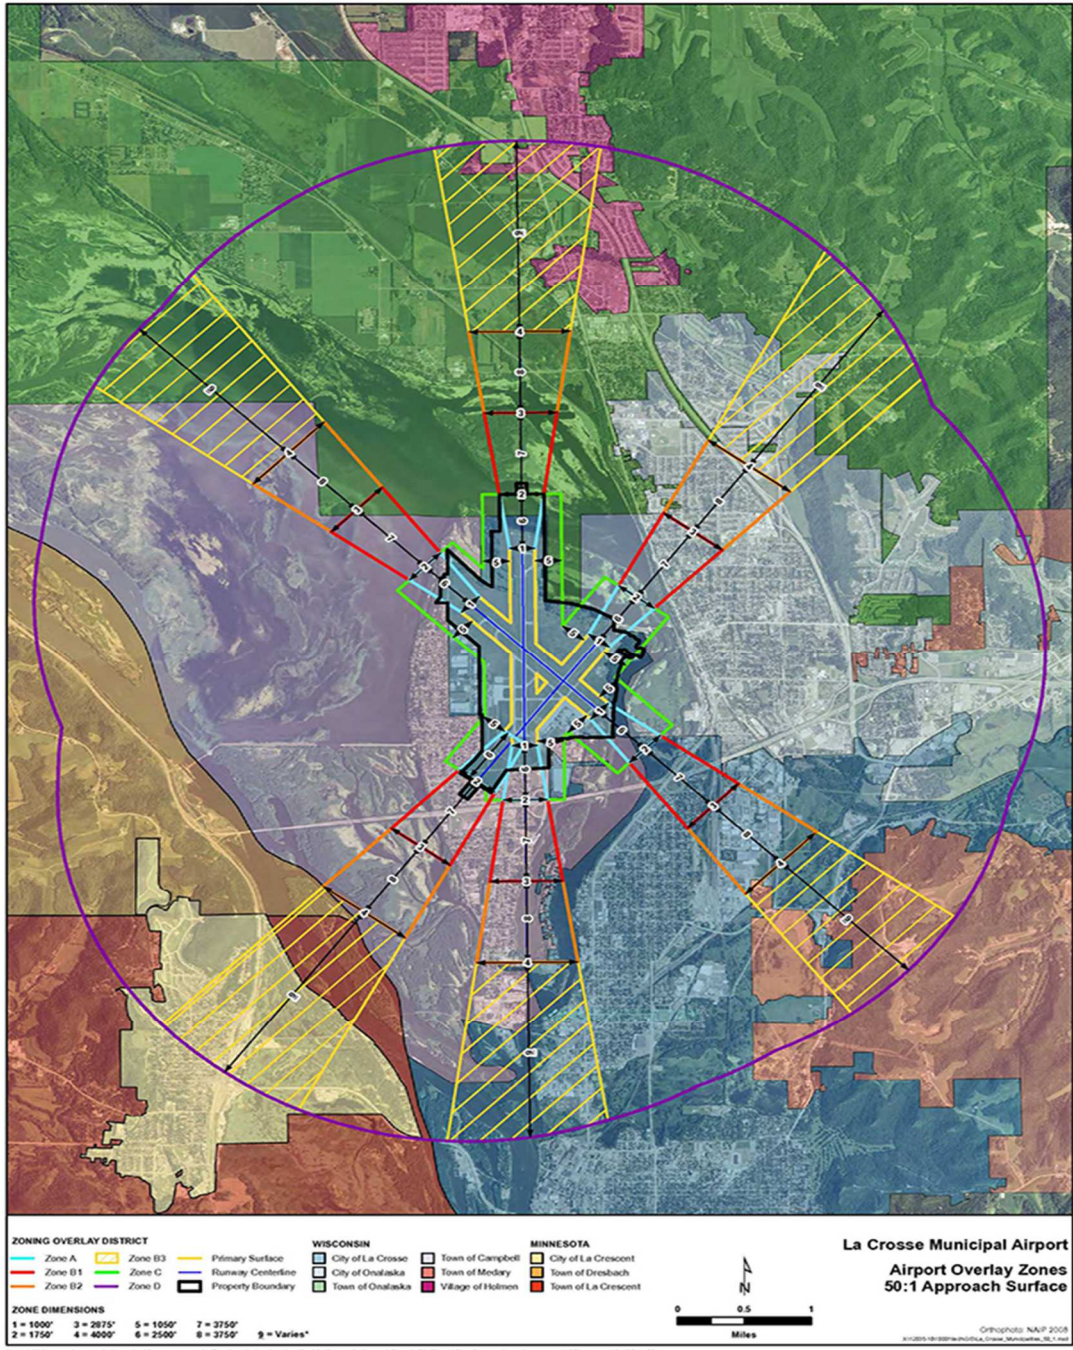 ZONING OVERLAY DISTRICT
Zone A
Zone B1
Zone B2
Zone B3
Zone C
Zone D
Primary Surface
Runway Centerline
Property Boundary
WISCONSIN
City of La Crosse
City of Onalaska
Town of Onalaska
Town of Campbell
Town of Medary
Village of Holmen
MINNESOTA
City of La Crescent
Town of Dresbach
Town of La Crescent
ZONE DIMENSIONS
1 = 1000' 3 = 2875' 5 = 1050' 7 = 3750'
2 = 1750' 4 = 4000' 6 = 2500' 8 = 3750' 9 = Varies*
N
0 0.5 1
Miles
La Crosse Municipal Airport
Airport Overlay Zones
50:1 Approach Surface
Orthophoto: NAIP 2008